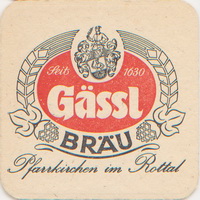 Seit 1630
Gässl
BRÄU
Pfarrkirchen im Rottal